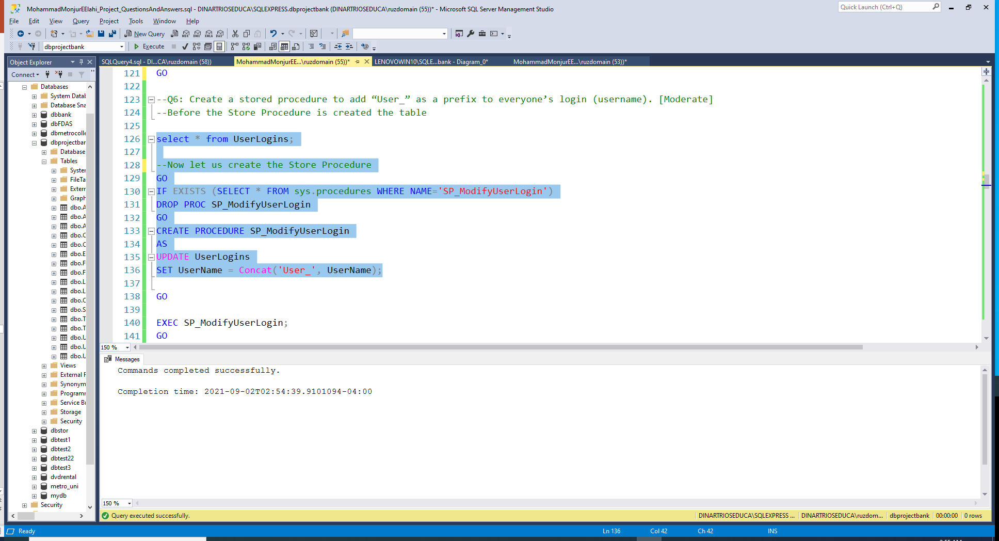 MohammadMonjurEElahi_Project_QuestionsAndAnswers.sql - DINARTRIOSEDUCA\SQLEXPRESS.dbprojectbank (DINARTRIOSEDUCA\ruzdomain (55))* - Microsoft SQL Server Management Studio
Quick Launch (Ctrl+Q)
File Edit View Query Project Tools Window Help
New Query
MDX DMX XMLA DAX
dbprojectbank
Execute
Object Explorer
SQLQuery4.sql - DI...CA\ruzdomain (58))
MohammadMonjurEE...\ruzdomain (55))*
LENOVOWIN10\SQLE...bank - Diagram_0*
MohammadMonjurEE...\ruzdomain (53))*
Connect
Databases
System Datab
Database Sna
dbbank
dbFDAS
dbmetrocolle
dbprojectban
Database
Tables
System
FileTa
Extern
Graph
dbo.A
dbo.A
dbo.A
dbo.C
dbo.C
dbo.E
dbo.F
dbo.F
dbo.L
dbo.L
dbo.C
dbo.S
dbo.T
dbo.T
dbo.U
dbo.U
dbo.U
Views
External R
Synonym
Programm
Service Br
Storage
Security
dbstor
dbtest1
dbtest2
dbtest22
dbtest3
dvdrental
metro_uni
mydb
Security
121 GO
122
123 --Q6: Create a stored procedure to add “User_” as a prefix to everyone’s login (username). [Moderate]
124 --Before the Store Procedure is created the table
125
126 select * from UserLogins;
127
128 --Now let us create the Store Procedure
129 GO
130 IF EXISTS (SELECT * FROM sys.procedures WHERE NAME='SP_ModifyUserLogin')
131 DROP PROC SP_ModifyUserLogin
132 GO
133 CREATE PROCEDURE SP_ModifyUserLogin
134 AS
135 UPDATE UserLogins
136 SET UserName = Concat('User_', UserName);
137
138 GO
139
140 EXEC SP_ModifyUserLogin;
141 GO
150 %
Messages
Commands completed successfully.
Completion time: 2021-09-02T02:54:39.9101094-04:00
150 %
Query executed successfully.
DINARTRIOSEDUCA\SQLEXPRESS ...
DINARTRIOSEDUCA\ruzdom...
dbprojectbank
00:00:00
0 rows
Ready
Ln 136
Col 42
Ch 42
INS